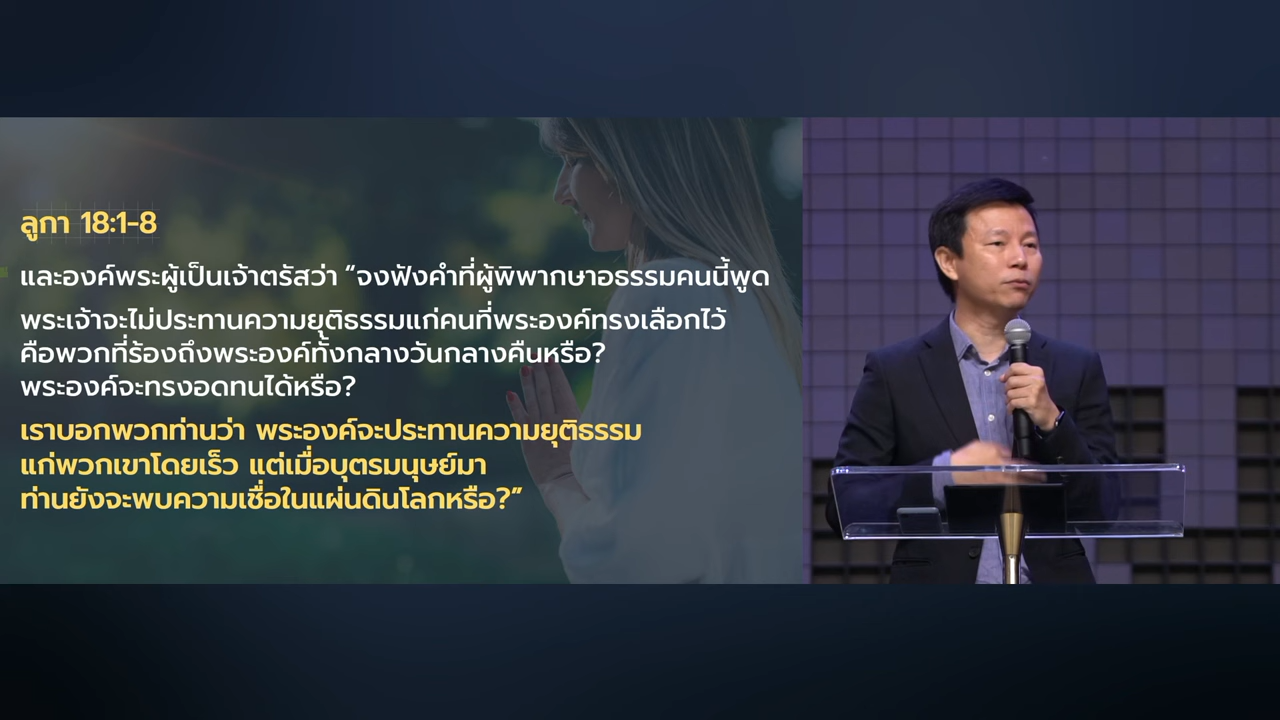 ลูกา 18:1-8
และองค์พระผู้เป็นเจ้าตรัสว่า “จงฟังคำที่ผู้พิพากษาอธรรมคนนี้พูด
พระเจ้าจะไม่ประทานความยุติธรรมแก่คนที่พระองค์ทรงเลือกไว้
คือพวกที่ร้องถึงพระองค์ทั้งกลางวันกลางคืนหรือ?
พระองค์จะทรงอดทนได้หรือ?
เราบอกพวกท่านว่า พระองค์จะประทานความยุติธรรม
แก่พวกเขาโดยเร็ว แต่เมื่อบุตรมนุษย์มา
ท่านยังจะพบความเชื่อในแผ่นดินโลกหรือ?”